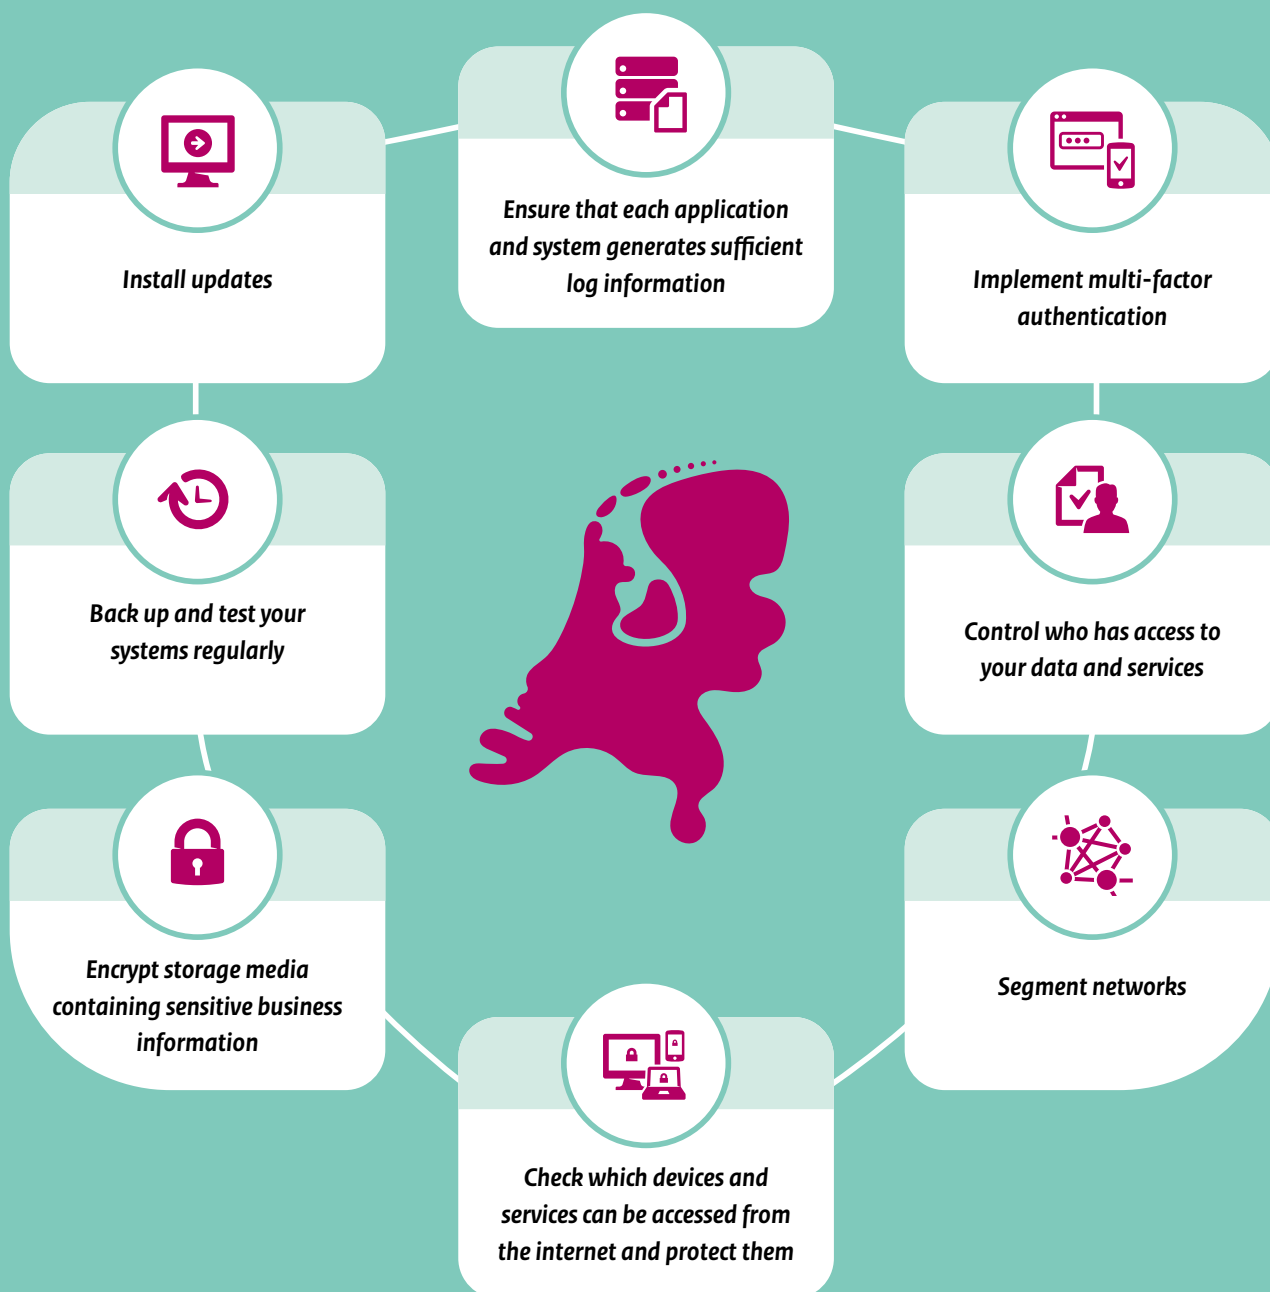 Install updates
Ensure that each application
and system generates sufficient
log information
Implement multi-factor
authentication
Back up and test your
systems regularly
Control who has access to
your data and services
Encrypt storage media
containing sensitive business
information
Segment networks
Check which devices and
services can be accessed from
the internet and protect them